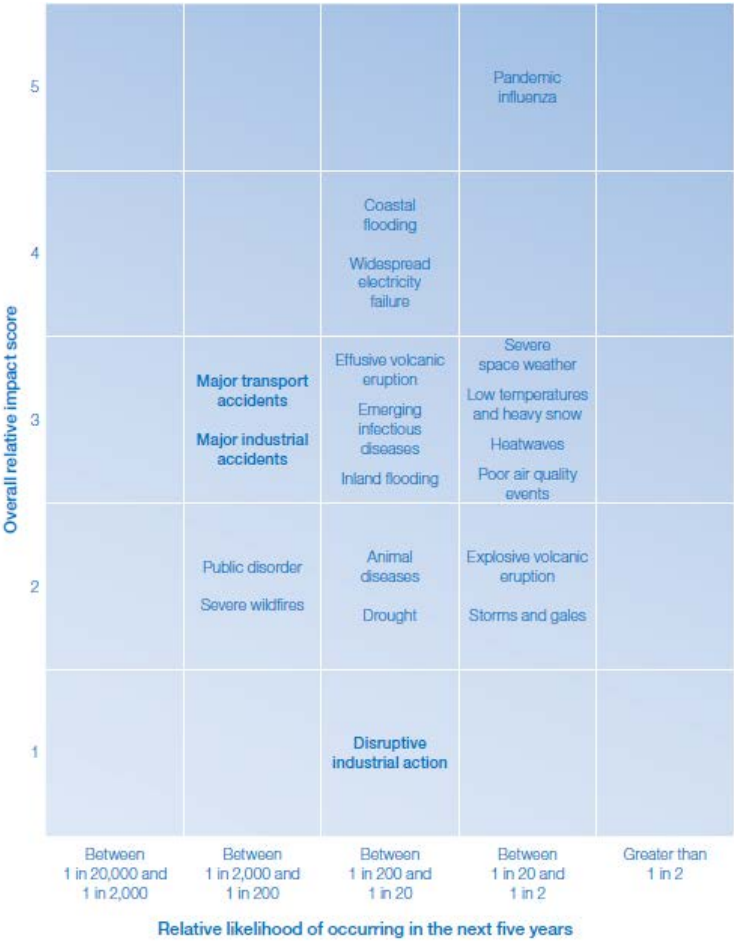 5
Pandemic
influenza
4
Coastal
flooding
Widespread
electricity
failure
Overall relative impact score
3
Major transport
accidents
Major industrial
accidents
Effusive volcanic
eruption
Emerging
infectious
diseases
Inland flooding
Severe
space weather
Low temperatures
and heavy snow
Heatwaves
Poor air quality
events
2
Public disorder
Severe wildfires
Animal
diseases
Drought
Explosive volcanic
eruption
Storms and gales
1
Disruptive
industrial action
Between
1 in 20,000 and
1 in 2,000
Between
1 in 2,000 and
1 in 200
Between
1 in 200 and
1 in 20
Between
1 in 20 and
1 in 2
Greater than
1 in 2
Relative likelihood of occurring in the next five years